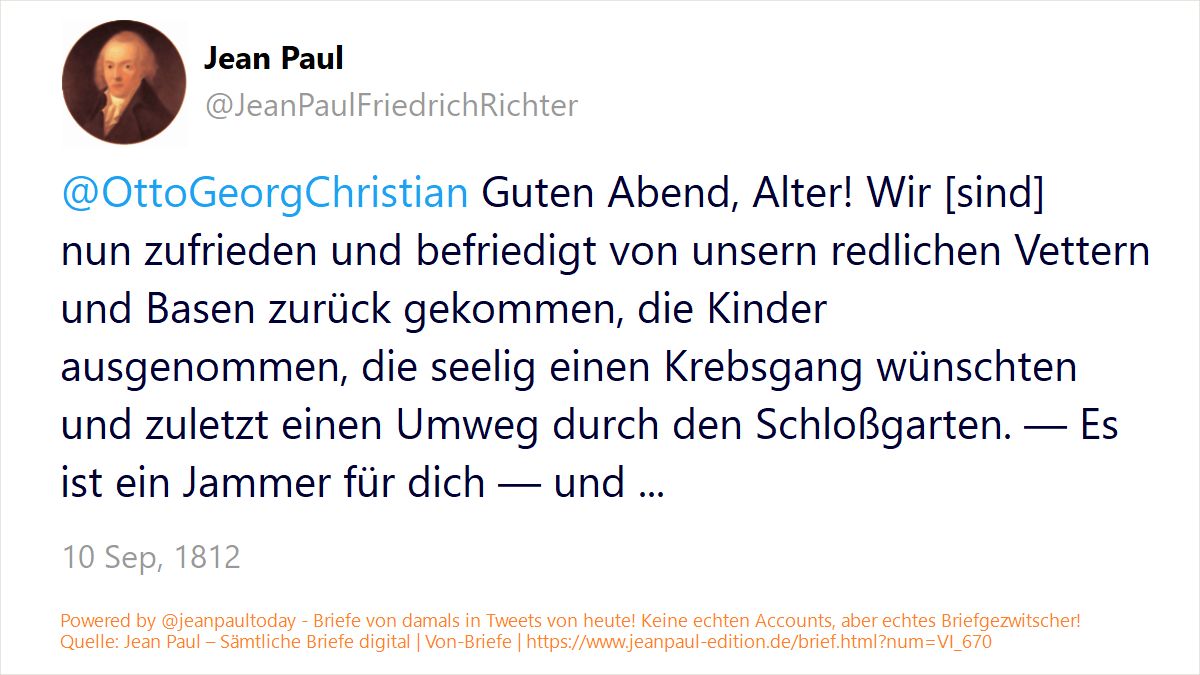 Jean Paul
@JeanPaulFriedrichRichter
@OttoGeorgChristian Guten Abend, Alter! Wir [sind]
nun zufrieden und befriedigt von unsern redlichen Vettern
und Basen zurück gekommen, die Kinder
ausgenommen, die seelig einen Krebsgang wünschten
und zuletzt einen Umweg durch den Schloßgarten. — Es
ist ein Jammer für dich — und ...
10 Sep, 1812
Powered by @jeanpaultoday - Briefe von damals in Tweets von heute! Keine echten Accounts, aber echtes Briefgezwitscher!
Quelle: Jean Paul – Sämtliche Briefe digital | Von-Briefe | https://www.jeanpaul-edition.de/brief.html?num=VI_670